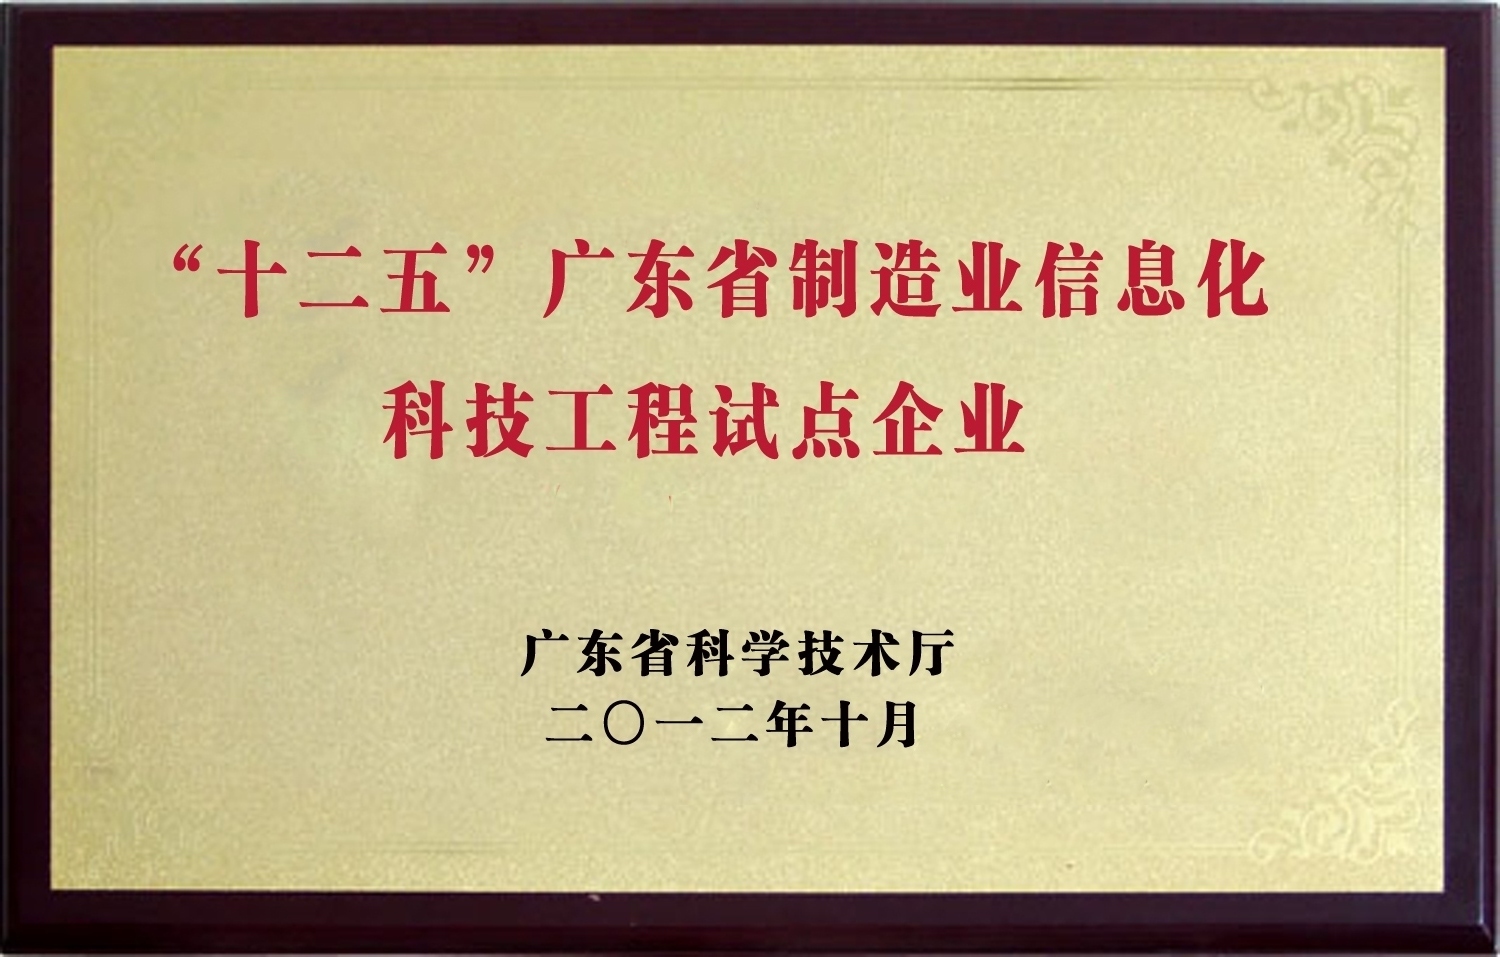 “十二五”广东省制造业信息化
科技工程试点企业
广东省科学技术厅
二〇一二年十月